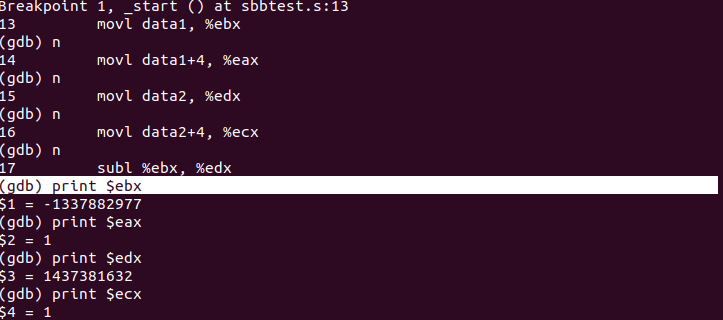 Breakpoint 1, _start () at sbbtest.s:13
13 movl data1, %ebx
(gdb) n
14 movl data1+4, %eax
(gdb) n
15 movl data2, %edx
(gdb) n
16 movl data2+4, %ecx
(gdb) n
17 subl %ebx, %edx
(gdb) print $ebx
$1 = -1337882977
(gdb) print $eax
$2 = 1
(gdb) print $edx
$3 = 1437381632
(gdb) print $ecx
$4 = 1